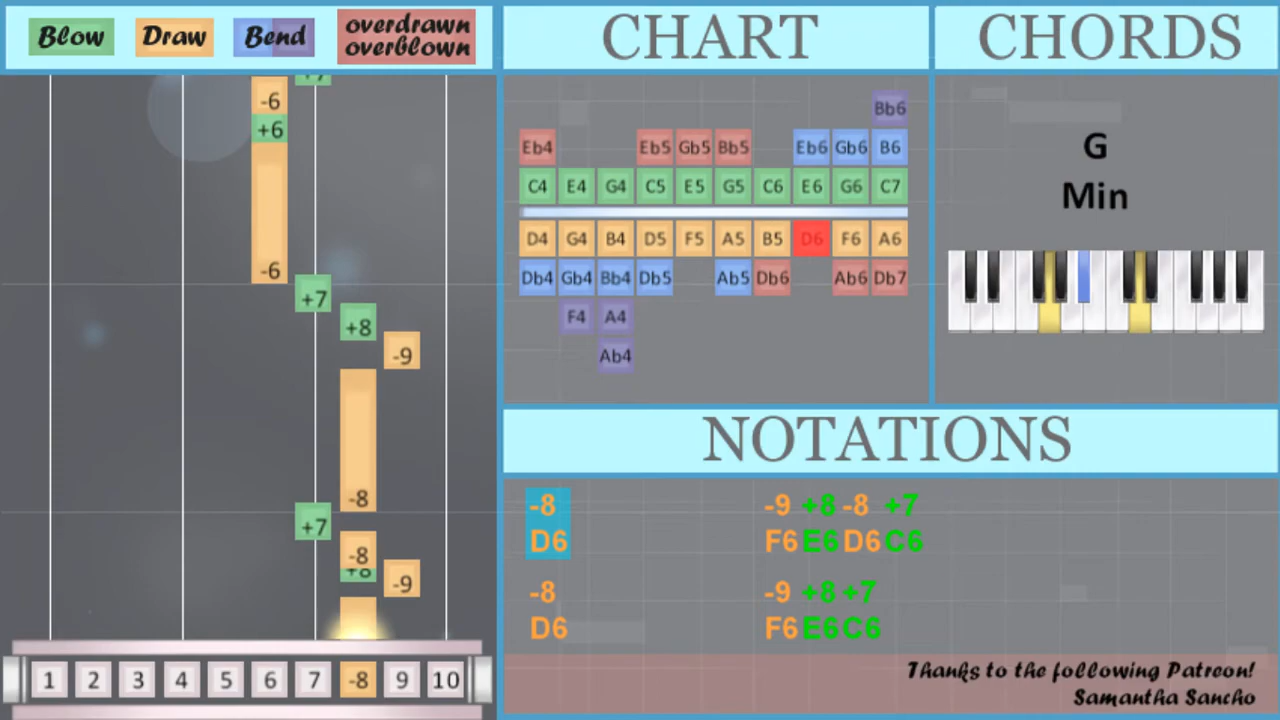 Blow Draw Bend overdrawn overblown
CHART
CHORDS
+7
-6
+6
-6
+7
+8
-9
-8
+7
-8
+8
-9
1 2 3 4 5 6 7 -8 9 10
Bb6
Eb4 Eb5 Gb5 Bb5 Eb6 Gb6 B6
C4 E4 G4 C5 E5 G5 C6 E6 G6 C7
D4 G4 B4 D5 F5 A5 B5 D6 F6 A6
Db4 Gb4 Bb4 Db5 Ab5 Db6 Ab6 Db7
F4 A4
Ab4
G
Min
NOTATIONS
-8 -9 +8 -8 +7
D6 F6 E6 D6 C6
-8 -9 +8 +7
D6 F6 E6 C6
Thanks to the following Patreon!
Samantha Sancho